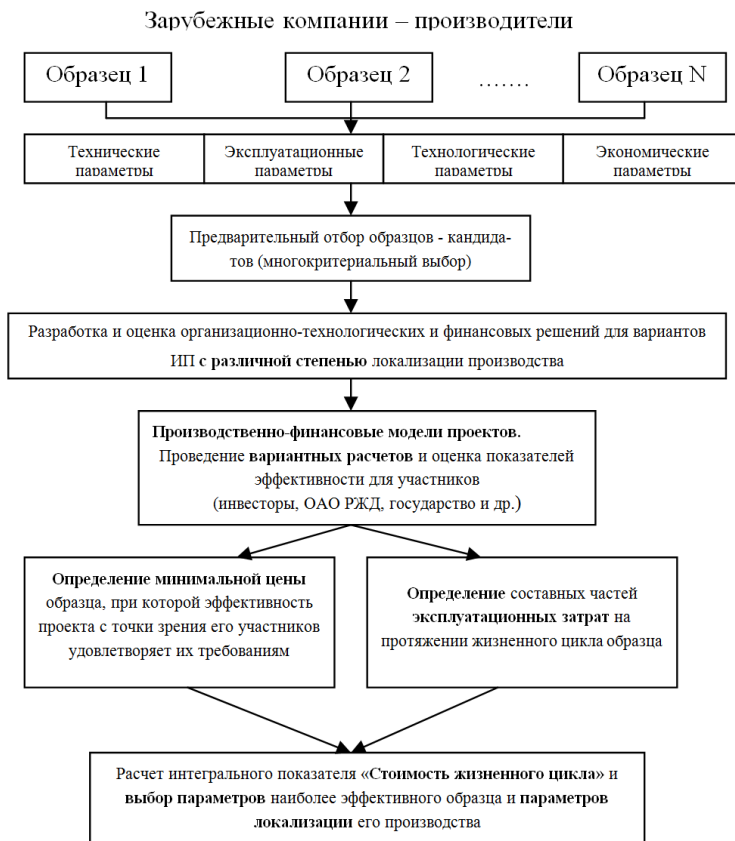 Зарубежные компании – производители
Образец 1
Образец 2
…….
Образец N
Технические
параметры
Эксплуатационные
параметры
Технологические
параметры
Экономические
параметры
Предварительный отбор образцов - кандида-
тов (многокритериальный выбор)
Разработка и оценка организационно-технологических и финансовых решений для вариантов
ИП с различной степенью локализации производства
Производственно-финансовые модели проектов.
Проведение вариантных расчетов и оценка показателей
эффективности для участников
(инвесторы, ОАО РЖД, государство и др.)
Определение минимальной цены
образца, при которой эффективность
проекта с точки зрения его участников
удовлетворяет их требованиям
Определение составных частей
эксплуатационных затрат на
протяжении жизненного цикла образца
Расчет интегрального показателя «Стоимость жизненного цикла» и
выбор параметров наиболее эффективного образца и параметров
локализации его производства